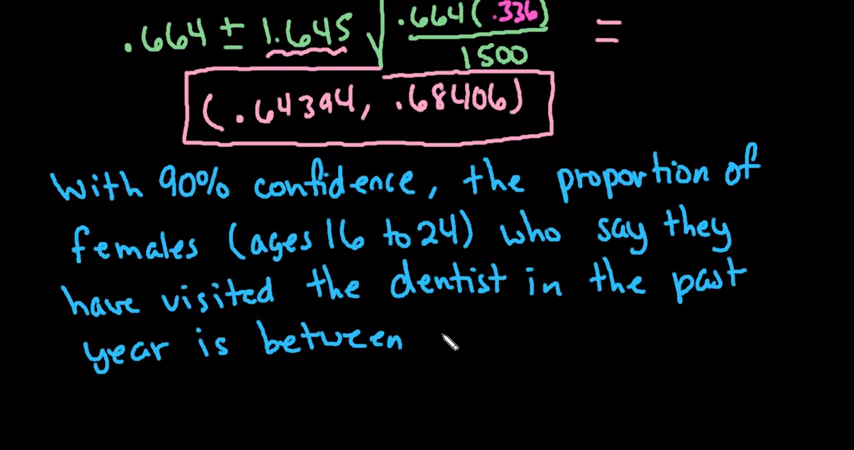 .664 ± 1.645 √ .664(.336) / 1500 =
(.64394, .68406)
With 90% confidence, the proportion of
females (ages 16 to 24) who say they
have visited the dentist in the past
year is between